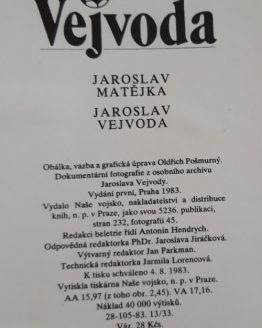 Vejvoda
JAROSLAV
MATĚJKA
JAROSLAV
VEJVODA
Obálka, vazba a grafická úprava Oldřich Pošmurný.
Dokumentární fotografie z osobního archivu
Jaroslava Vejvody.
Vydání první, Praha 1983.
Vydalo Naše vojsko, nakladatelství a distribuce
knih, n. p. v Praze, jako svou 5236. publikaci,
stran 232, fotografií 45
Redakci beletrie řídí Antonín Hendrych.
Odpovědná redaktorka PhDr. Jaroslava Jiráčková.
Výtvarný redaktor Jan Parkman.
Technická redaktorka Jarmila Lorencová.
K tisku schváleno 4. 8. 1983.
Vytiskla tiskárna Naše vojsko, n. p. v Praze.
AA 15,97 (z toho obr. 2,45). VA 17,16.
Náklad 40 000 výtisků.
28-105-83. 13/33.
Váz. 28 Kčs.